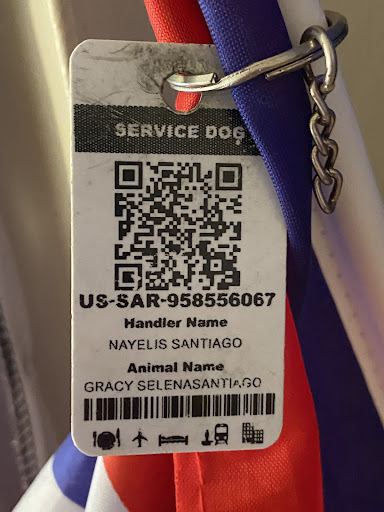 SERVICE DOG
US-SAR-958556067
Handler Name
NAYELIS SANTIAGO
Animal Name
GRACY SELENASANTIAGO